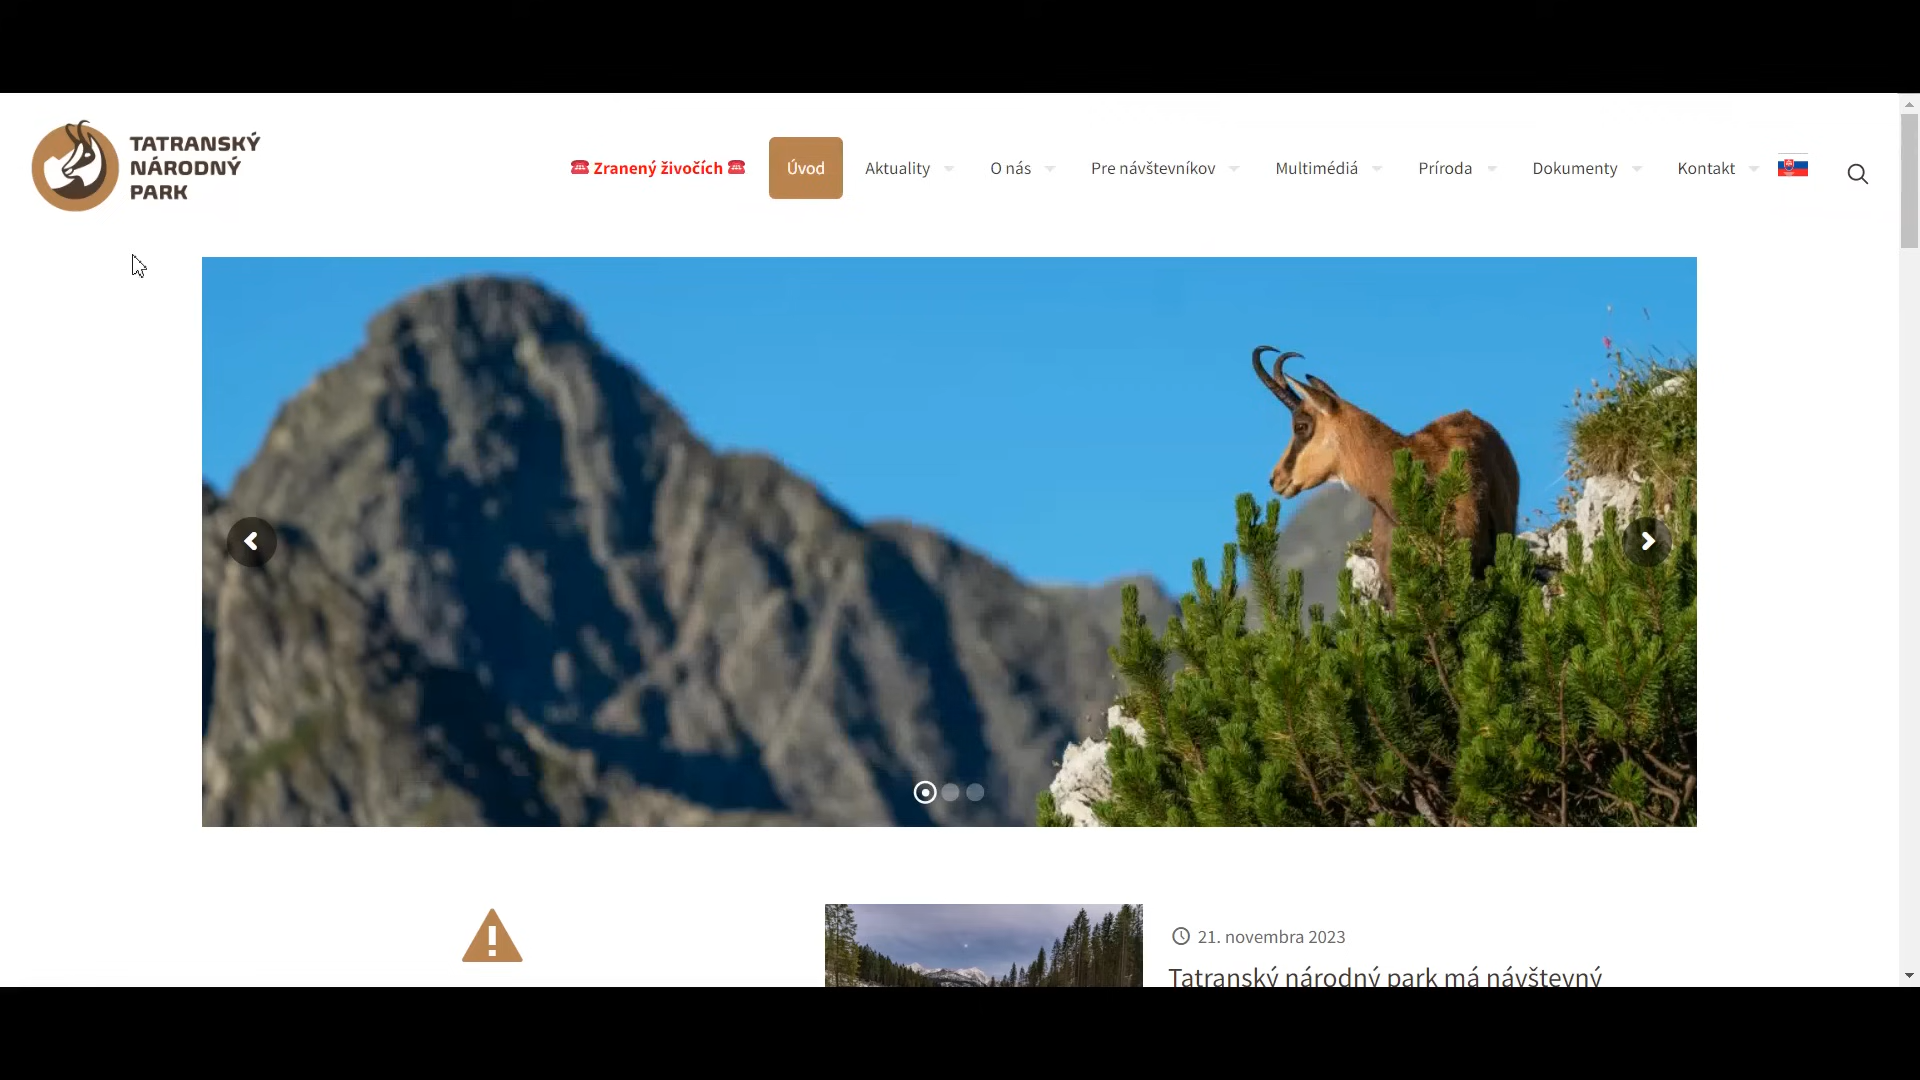 TATRANSKÝ
NÁRODNÝ
PARK
Zranený živočích
Úvod
Aktuality
O nás
Pre návštevníkov
Multimédiá
Príroda
Dokumenty
Kontakt
21. novembra 2023
Tatranský národný park má návštevný